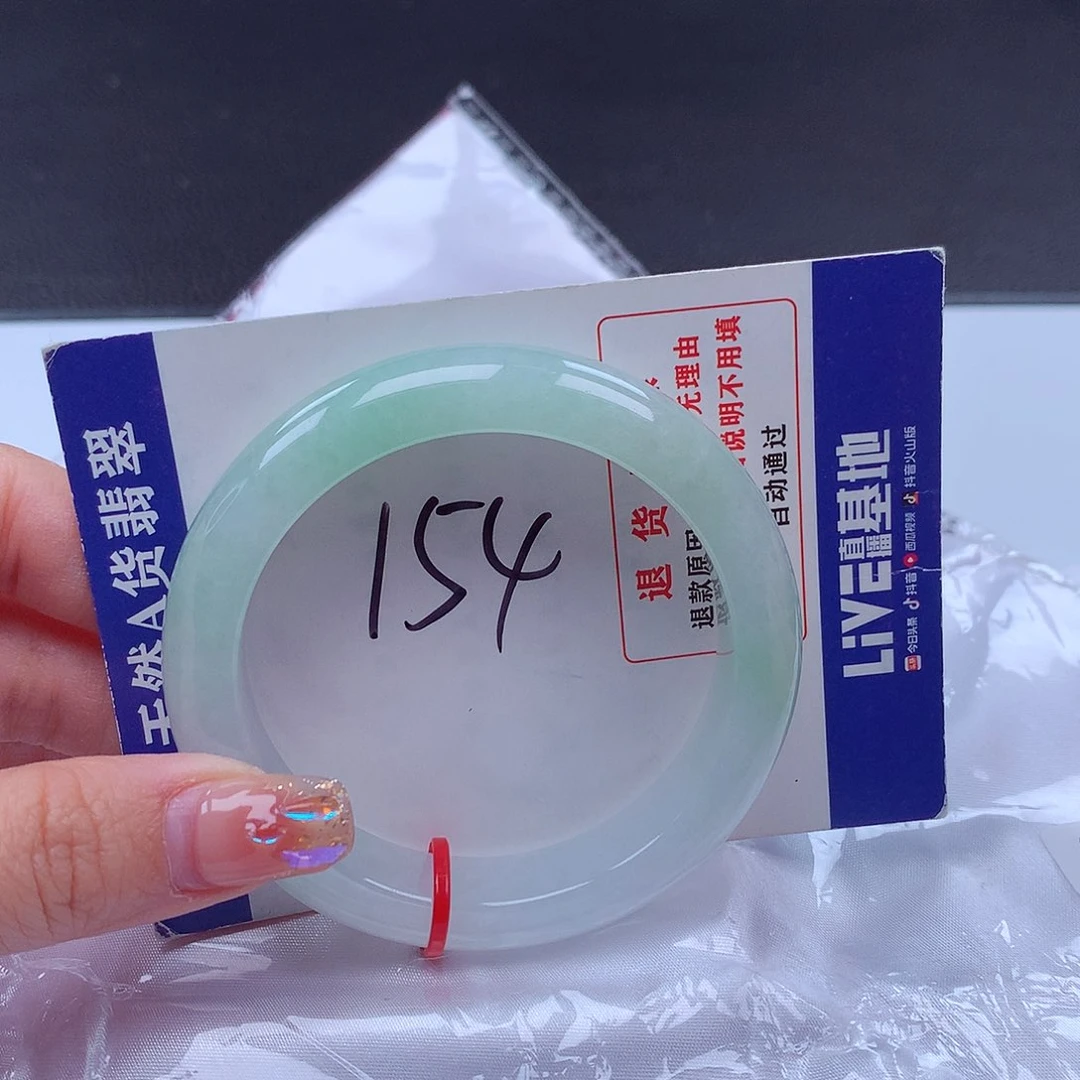 天然A货翡翠
154
无理由
说明不用填
自动通过
退货
退款原因
LiVE直播基地
今日头条 抖音 西瓜视频 抖音火山版